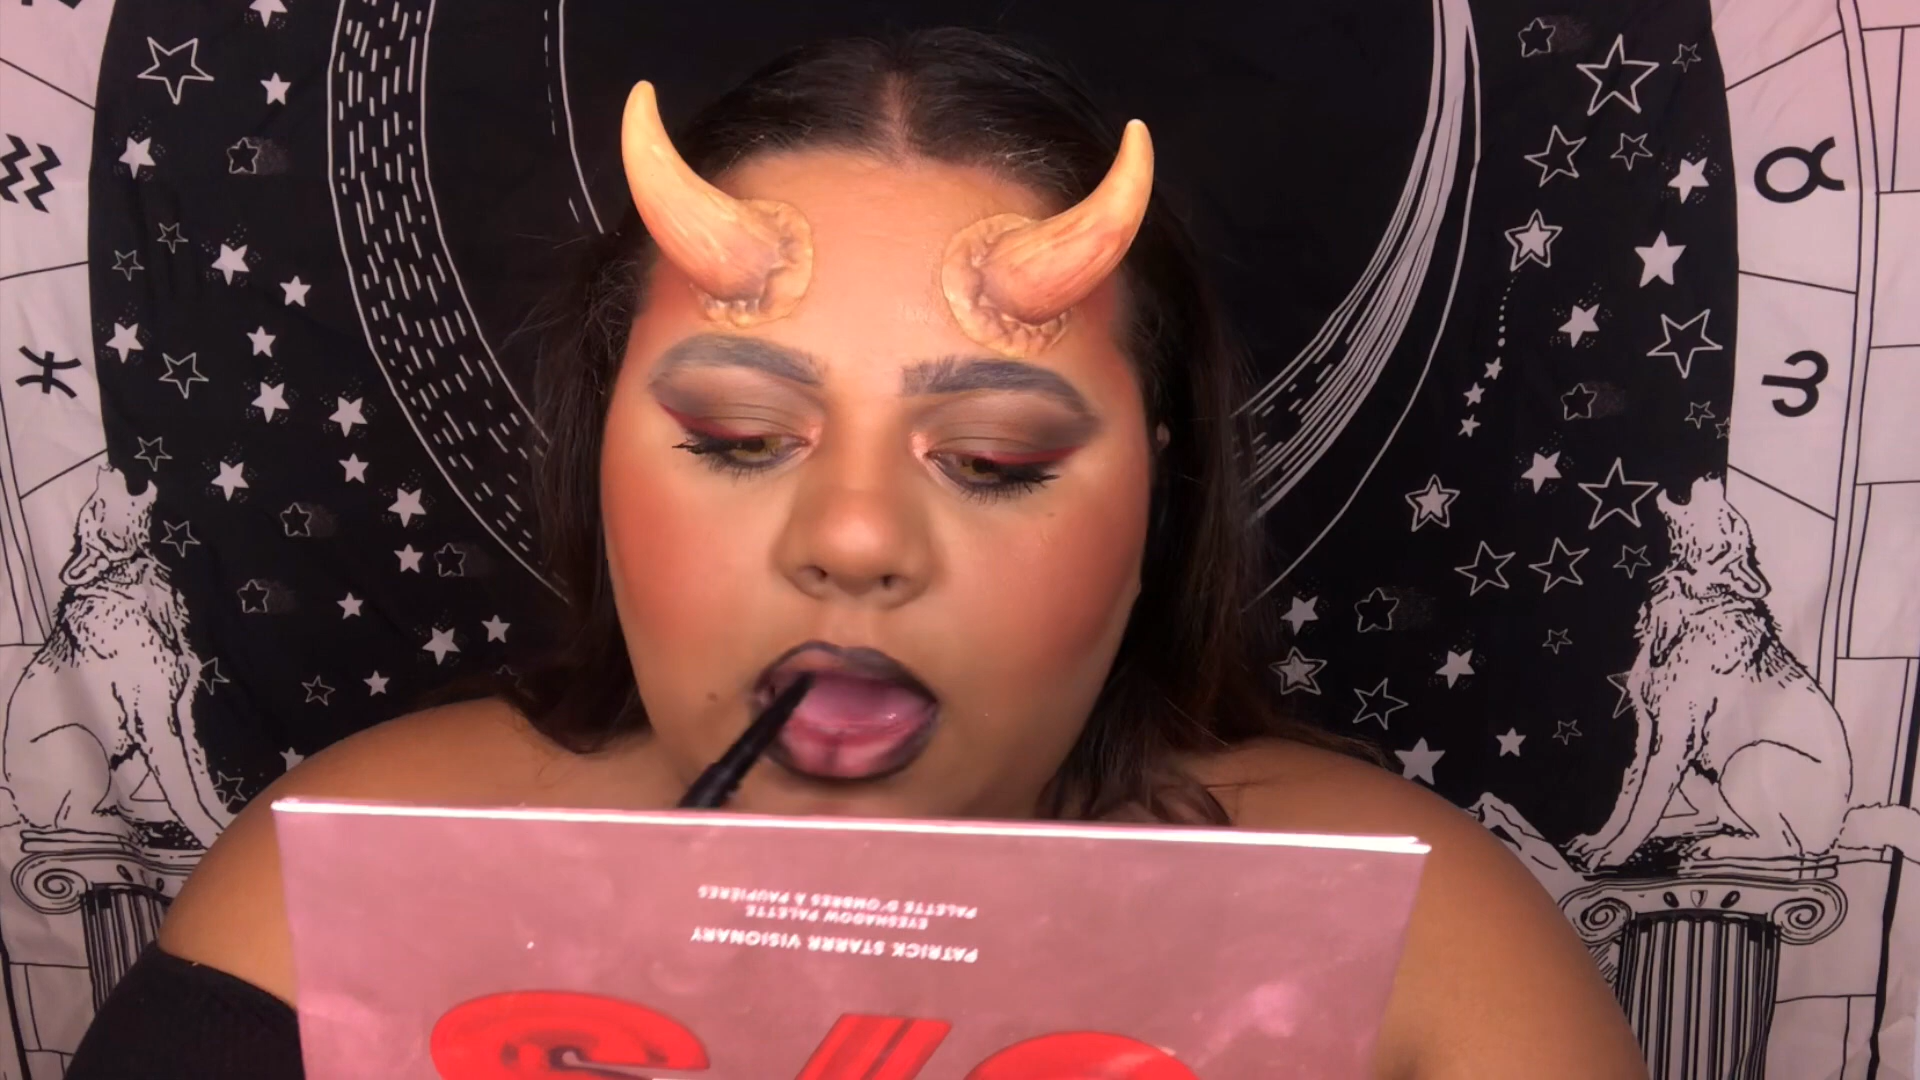 PATRICK STARRR VISIONARY
EYESHADOW PALETTE
PALETTE D'OMBRES À PAUPIÈRES